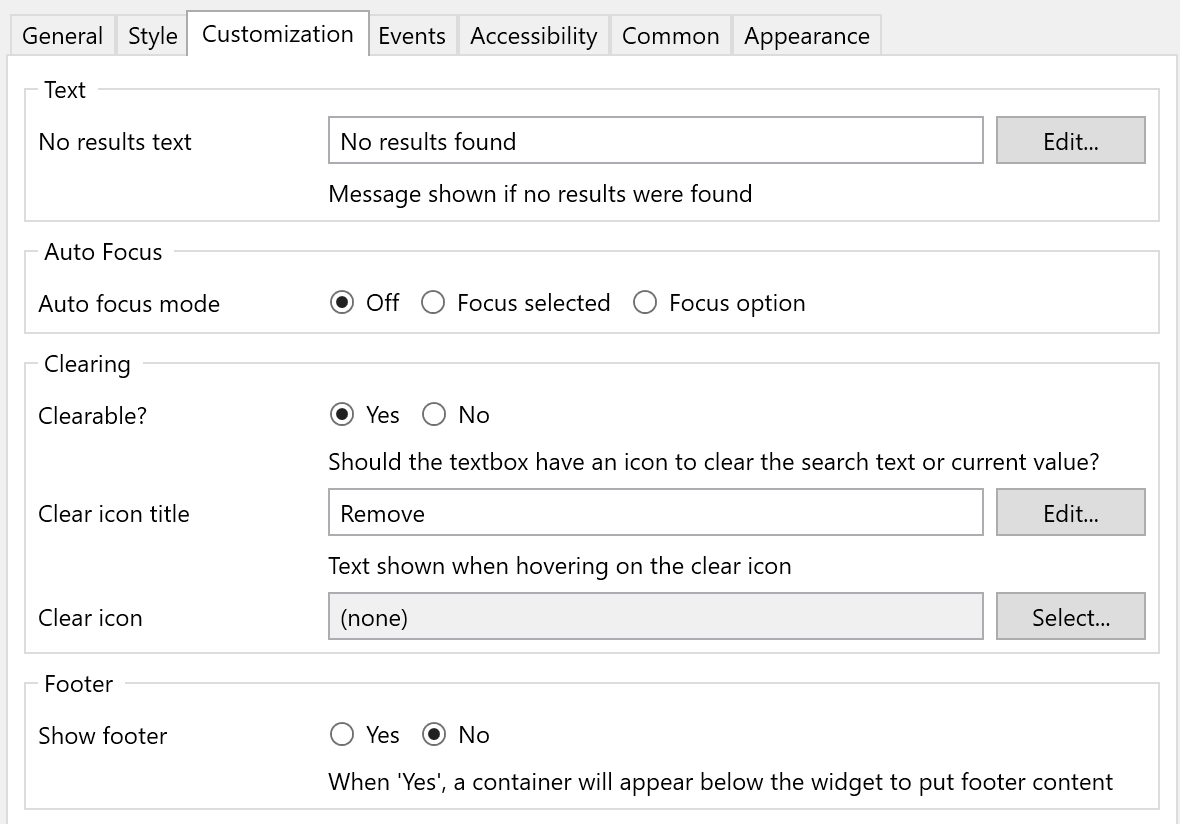 General Style Customization Events Accessibility Common Appearance
Text
No results text No results found Edit...
Message shown if no results were found
Auto Focus
Auto focus mode Off Focus selected Focus option
Clearing
Clearable? Yes No
Should the textbox have an icon to clear the search text or current value?
Clear icon title Remove Edit...
Text shown when hovering on the clear icon
Clear icon (none) Select...
Footer
Show footer Yes No
When 'Yes', a container will appear below the widget to put footer content